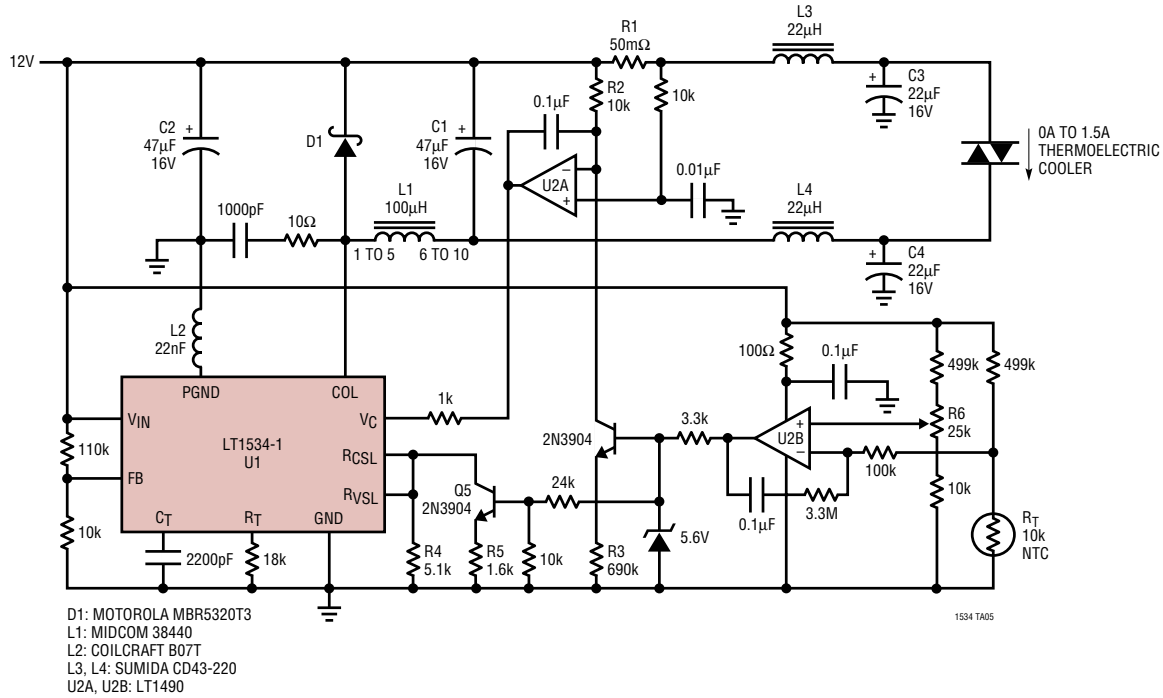 12V
C2
47µF
16V
+
D1
C1
47µF
16V
+
0.1µF
R1
50mΩ
R2
10k
10k
L3
22µH
+
C3
22µF
16V
0A TO 1.5A
THERMOELECTRIC
COOLER
−
U2A
+
0.01µF
L4
22µH
+
C4
22µF
16V
1000pF
10Ω
L1
100µH
1 TO 5
6 TO 10
L2
22nF
PGND
COL
VIN
FB
CT
RT
GND
VC
RCSL
RVSL
LT1534-1
U1
110k
10k
2200pF
18k
1k
Q5
2N3904
R4
5.1k
R5
1.6k
24k
10k
2N3904
R3
690k
5.6V
3.3k
100Ω
0.1µF
+
U2B
−
0.1µF
3.3M
100k
499k
499k
R6
25k
10k
RT
10k
NTC
D1: MOTOROLA MBR5320T3
L1: MIDCOM 38440
L2: COILCRAFT B07T
L3, L4: SUMIDA CD43-220
U2A, U2B: LT1490
1534 TA05